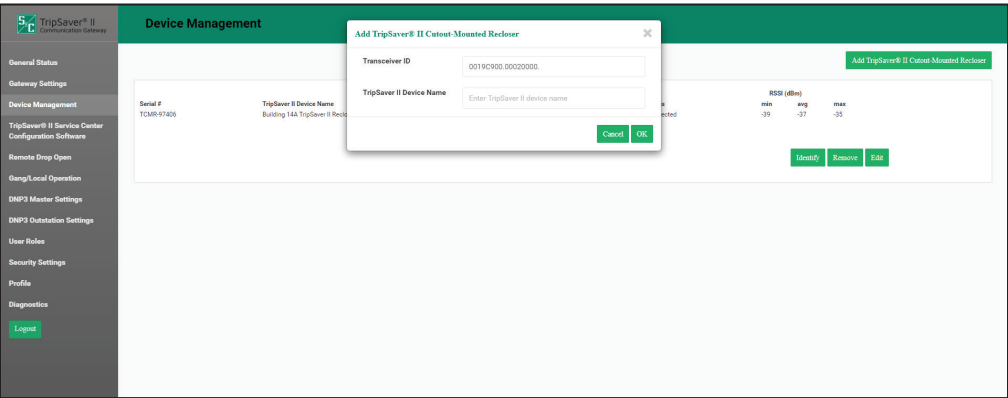 S&C TripSaver® II
Communication Gateway
Device Management
General Status
Gateway Settings
Device Management
TripSaver® II Service Center
Configuration Software
Remote Drop Open
Gang/Local Operation
DNP3 Master Settings
DNP3 Outstation Settings
User Roles
Security Settings
Profile
Diagnostics
Logout
Add TripSaver® II Cutout-Mounted Recloser
Transceiver ID
0019C900.00020000.
TripSaver II Device Name
Enter TripSaver II device name
Cancel OK
Add TripSaver® II Cutout-Mounted Recloser
RSSI (dBm)
Serial # TripSaver II Device Name min avg max
TCMR-97406 Building 14A TripSaver II -39 -37 -35
Identify Remove Edit